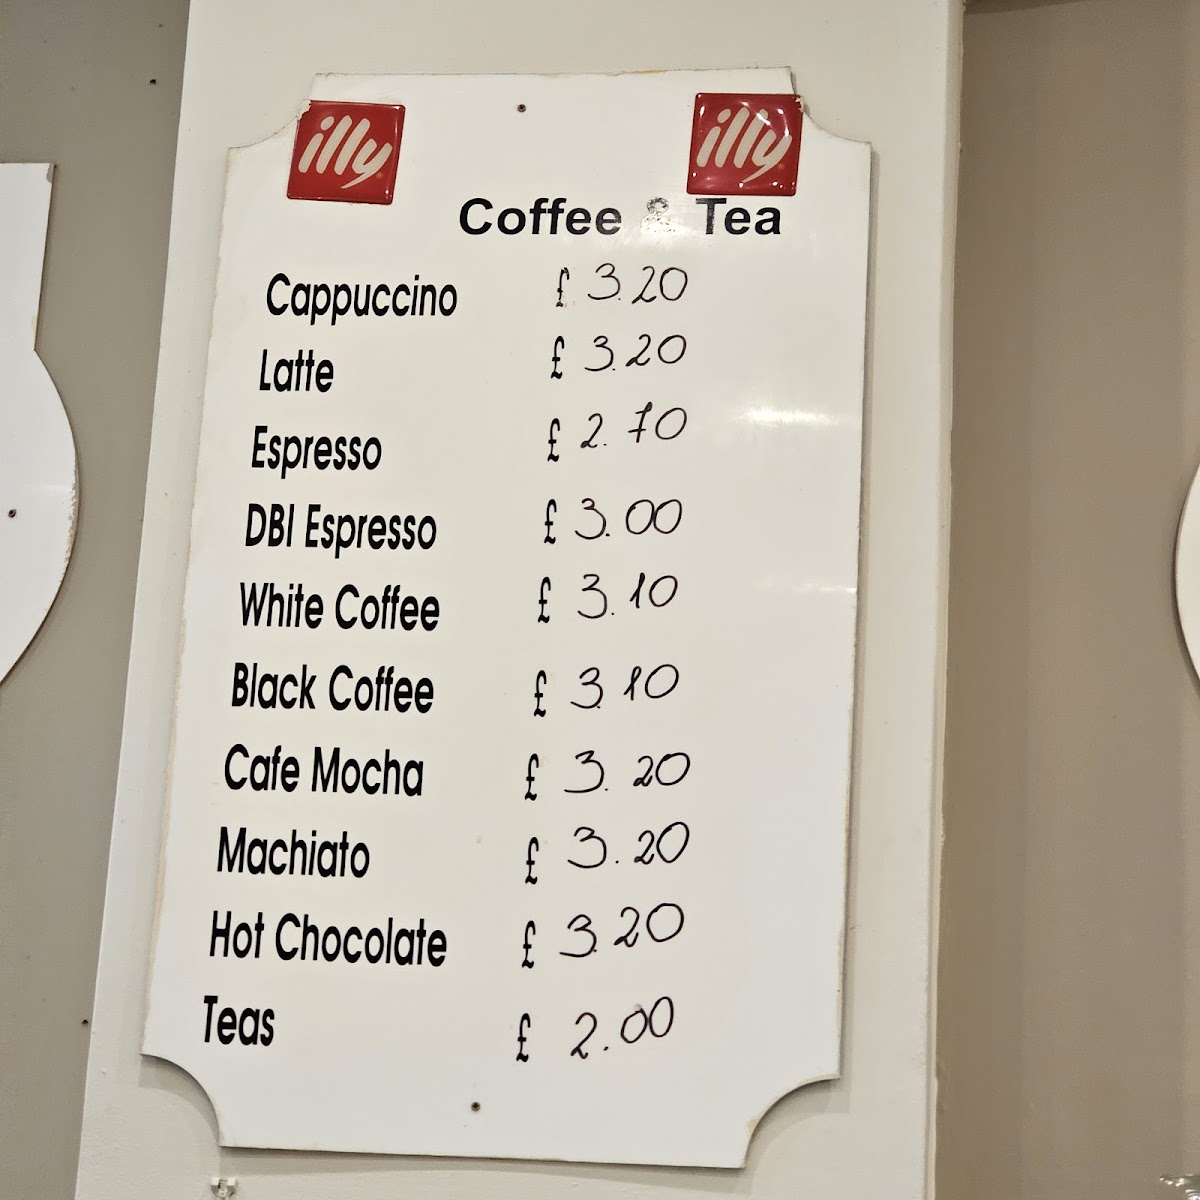 illy illy
Coffee & Tea
Cappuccino £ 3.20
Latte £ 3.20
Espresso £ 2.70
DBl Espresso £ 3.00
White Coffee £ 3.10
Black Coffee £ 3.10
Cafe Mocha £ 3.20
Machiato £ 3.20
Hot Chocolate £ 3.20
Teas £ 2.00